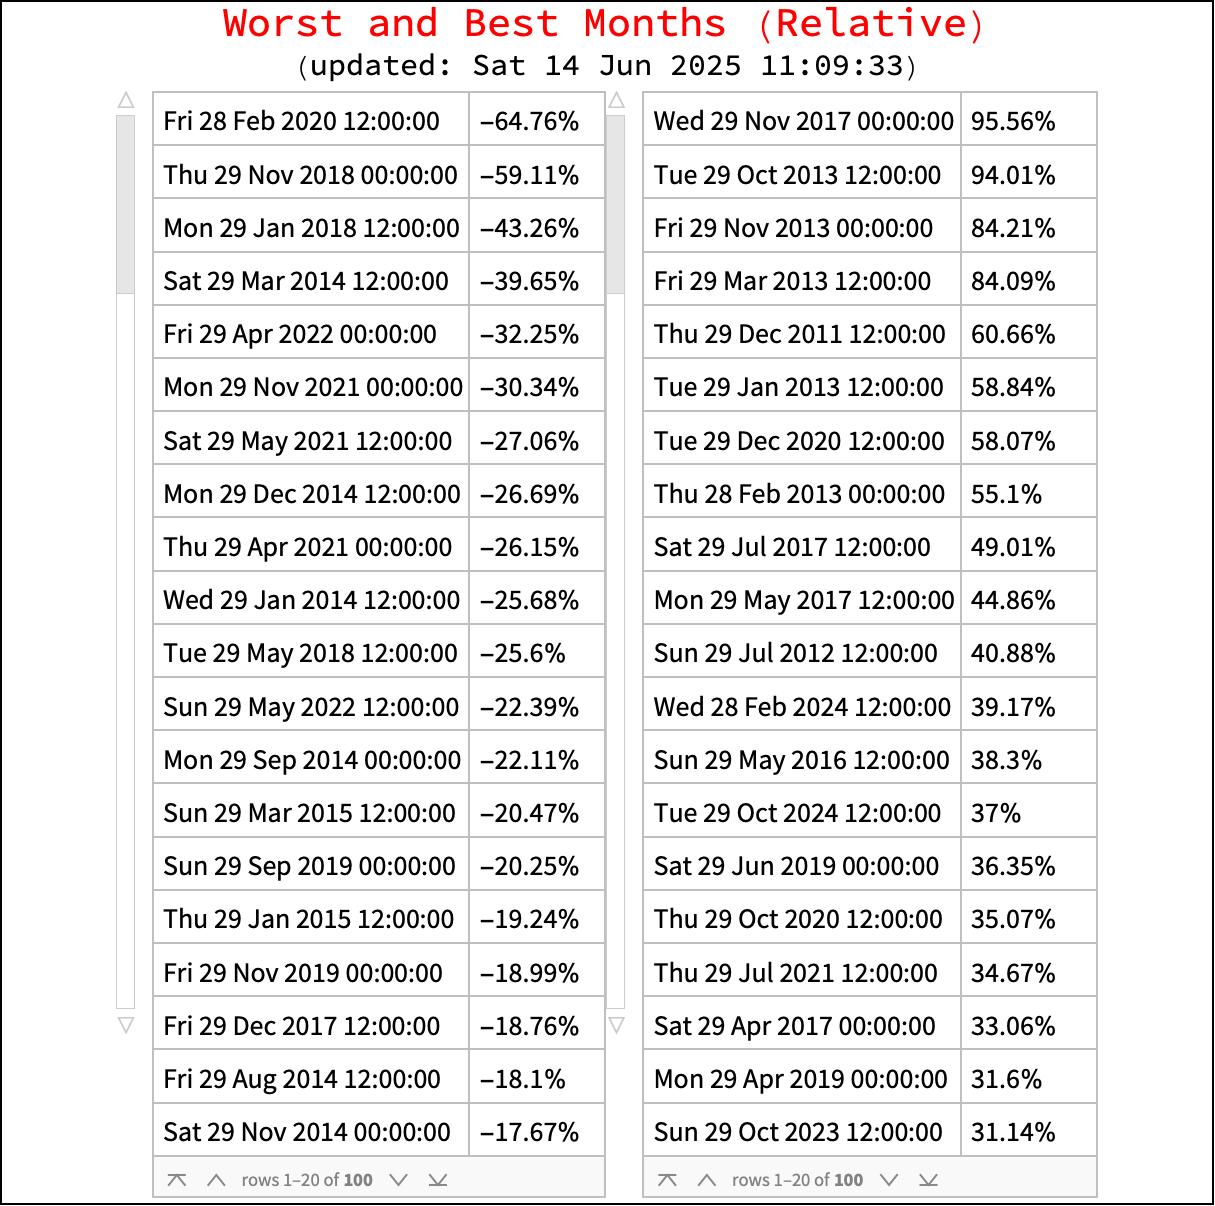 Worst and Best Months (Relative)
(updated: Sat 14 Jun 2025 11:09:33)
Fri 28 Feb 2020 12:00:00 –64.76% Wed 29 Nov 2017 00:00:00 95.56%
Thu 29 Nov 2018 00:00:00 –59.11% Tue 29 Oct 2013 12:00:00 94.01%
Mon 29 Jan 2018 12:00:00 –43.26% Fri 29 Nov 2013 00:00:00 84.21%
Sat 29 Mar 2014 12:00:00 –39.65% Fri 29 Mar 2013 12:00:00 84.09%
Fri 29 Apr 2022 00:00:00 –32.25% Thu 29 Dec 2011 12:00:00 60.66%
Mon 29 Nov 2021 00:00:00 –30.34% Tue 29 Jan 2013 12:00:00 58.84%
Sat 29 May 2021 12:00:00 –27.06% Tue 29 Dec 2020 12:00:00 58.07%
Mon 29 Dec 2014 12:00:00 –26.69% Thu 28 Feb 2013 00:00:00 55.1%
Thu 29 Apr 2021 00:00:00 –26.15% Sat 29 Jul 2017 12:00:00 49.01%
Wed 29 Jan 2014 12:00:00 –25.68% Mon 29 May 2017 12:00:00 44.86%
Tue 29 May 2018 12:00:00 –25.6% Sun 29 Jul 2012 12:00:00 40.88%
Sun 29 May 2022 12:00:00 –22.39% Wed 28 Feb 2024 12:00:00 39.17%
Mon 29 Sep 2014 00:00:00 –22.11% Sun 29 May 2016 12:00:00 38.3%
Sun 29 Mar 2015 12:00:00 –20.47% Tue 29 Oct 2024 12:00:00 37%
Sun 29 Sep 2019 00:00:00 –20.25% Sat 29 Jun 2019 00:00:00 36.35%
Thu 29 Jan 2015 12:00:00 –19.24% Thu 29 Oct 2020 12:00:00 35.07%
Fri 29 Nov 2019 00:00:00 –18.99% Thu 29 Jul 2021 12:00:00 34.67%
Fri 29 Dec 2017 12:00:00 –18.76% Sat 29 Apr 2017 00:00:00 33.06%
Fri 29 Aug 2014 12:00:00 –18.1% Mon 29 Apr 2019 00:00:00 31.6%
Sat 29 Nov 2014 00:00:00 –17.67% Sun 29 Oct 2023 12:00:00 31.14%
rows 1–20 of 100 rows 1–20 of 100